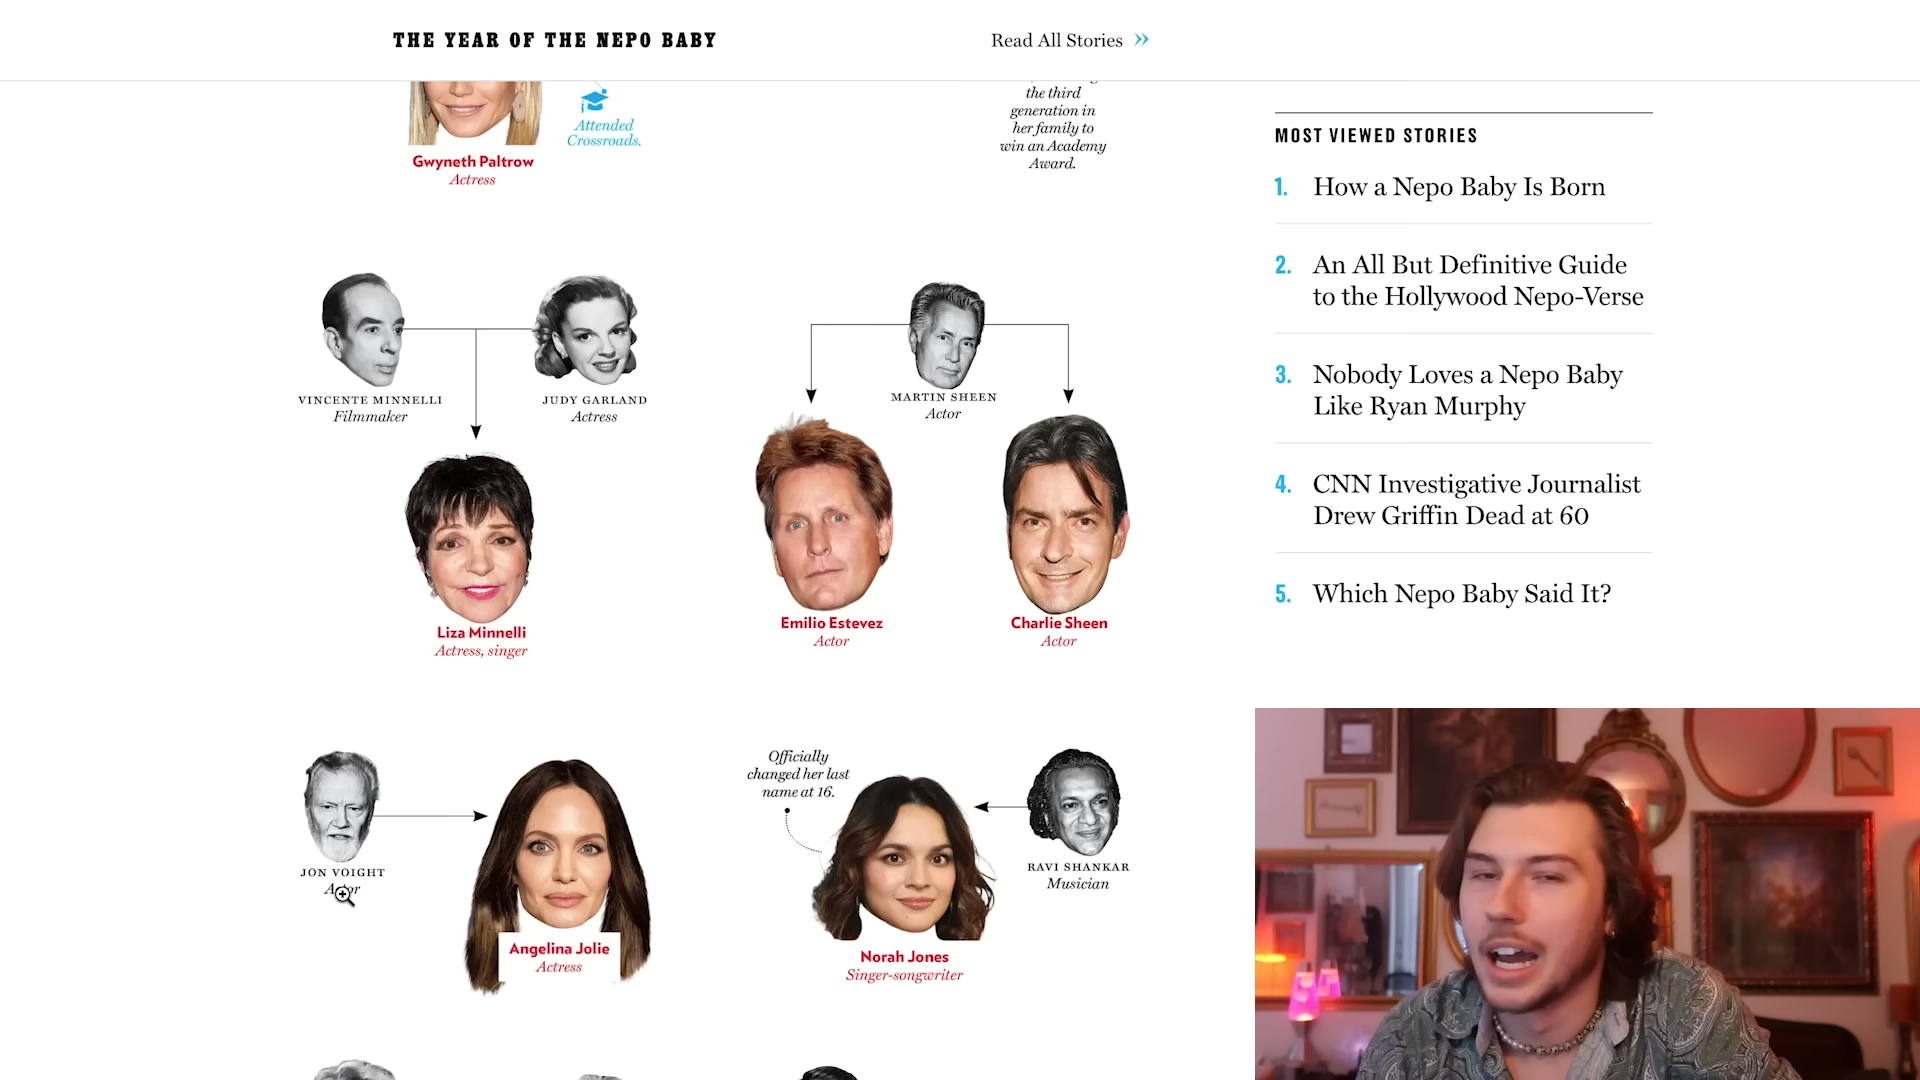 THE YEAR OF THE NEPO BABY
Read All Stories »
Attended
Crossroads.
Gwyneth Paltrow
Actress
the third
generation in
her family to
win an Academy
Award.
VINCENTE MINNELLI
Filmmaker
JUDY GARLAND
Actress
Liza Minnelli
Actress, singer
MARTIN SHEEN
Actor
Emilio Estevez
Actor
Charlie Sheen
Actor
JON VOIGHT
Actor
Angelina Jolie
Actress
Officially
changed her last
name at 16.
Norah Jones
Singer-songwriter
RAVI SHANKAR
Musician
MOST VIEWED STORIES
1. How a Nepo Baby Is Born
2. An All But Definitive Guide
to the Hollywood Nepo-Verse
3. Nobody Loves a Nepo Baby
Like Ryan Murphy
4. CNN Investigative Journalist
Drew Griffin Dead at 60
5. Which Nepo Baby Said It?